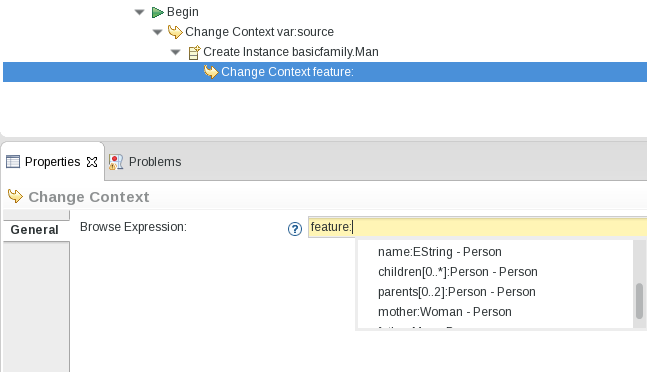 Begin
Change Context var:source
Create Instance basicfamily.Man
Change Context feature:
Properties
Problems
Change Context
General
Browse Expression:
feature:
name:EString - Person
children[0..*]:Person - Person
parents[0..2]:Person - Person
mother:Woman - Person